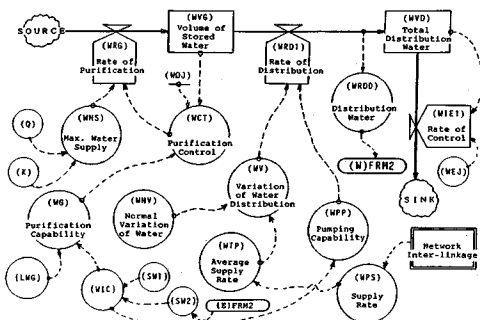 SOURCE
(WRG)
Rate of
Purification
(WVG)
Volume of
Stored
Water
(WRD1)
Rate of
Distribution
(WVD)
Total
Distribution
Water
(WDJ)
(WRDD)
Distribution
Water
(WIE1)
Rate of
Control
(WEJ)
(Q)
(K)
(WMS)
Max. Water
Supply
(WCT)
Purification
Control
(W)FRM2
SINK
(WG)
Purification
Capability
(WNV)
Normal
Variation
of Water
(WV)
Variation
of Water
Distribution
(WPP)
Pumping
Capability
Network
Inter-linkage
(LWG)
(WIC)
(SW1)
(SW2)
(WTP)
Average
Supply
Rate
(E)FRM2
(WPS)
Supply
Rate